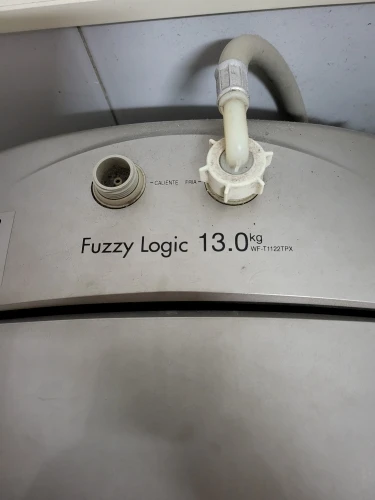 CALIENTE FRIA
Fuzzy Logic 13.0kg
WF-T1122TPX